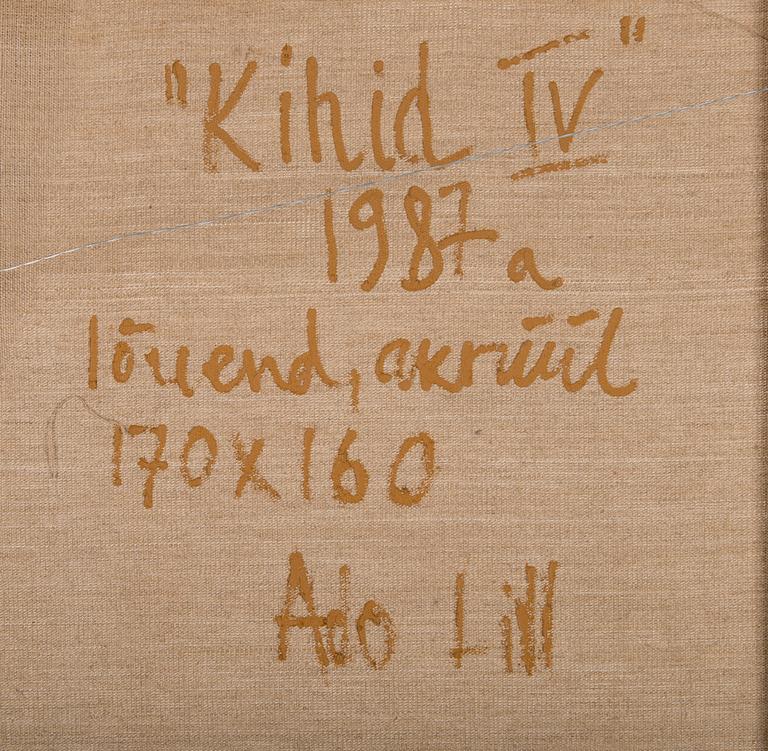 "Kihid IV"
1987 a
lõuend, akrüül
170x160
Ado Lill